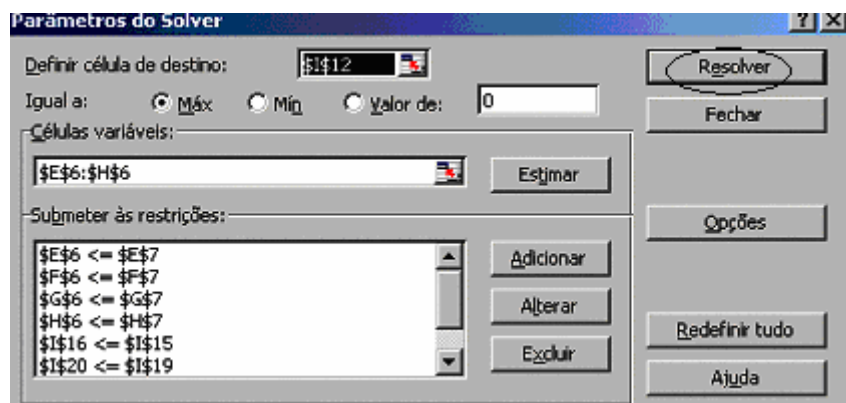 Parâmetros do Solver
Definir célula de destino: $I$12
Resolver
Igual a: Máx Mín Valor de: 0
Fechar
Células variáveis:
$E$6:$H$6
Estimar
Submeter às restrições:
Opções
$E$6 <= $E$7
$F$6 <= $F$7
$G$6 <= $G$7
$H$6 <= $H$7
$I$16 <= $I$15
$I$20 <= $I$19
Adicionar
Alterar
Excluir
Redefinir tudo
Ajuda